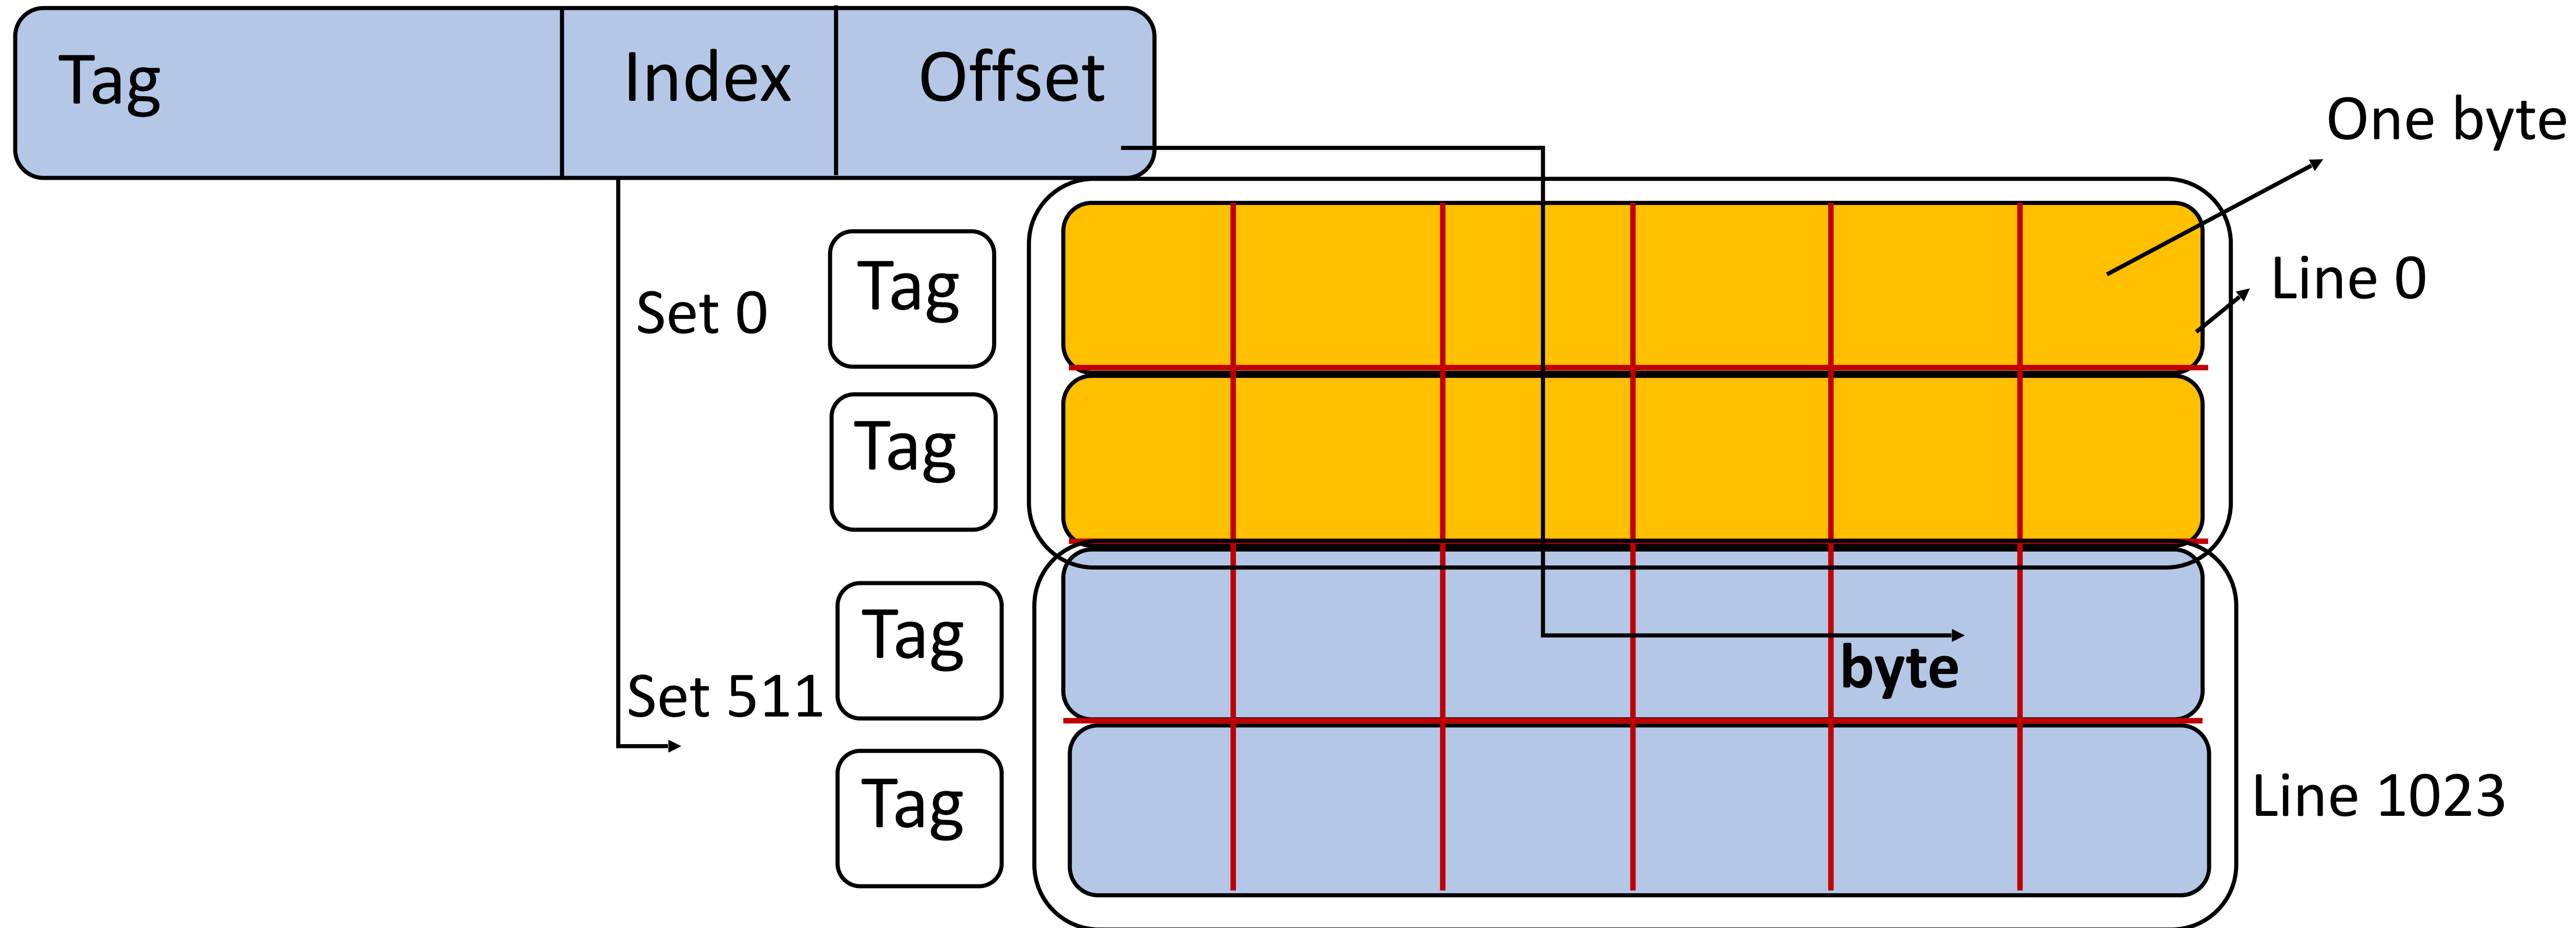 Tag Index Offset
One byte
Line 0
Set 0
Tag
Tag
Tag
Set 511
byte
Tag
Line 1023